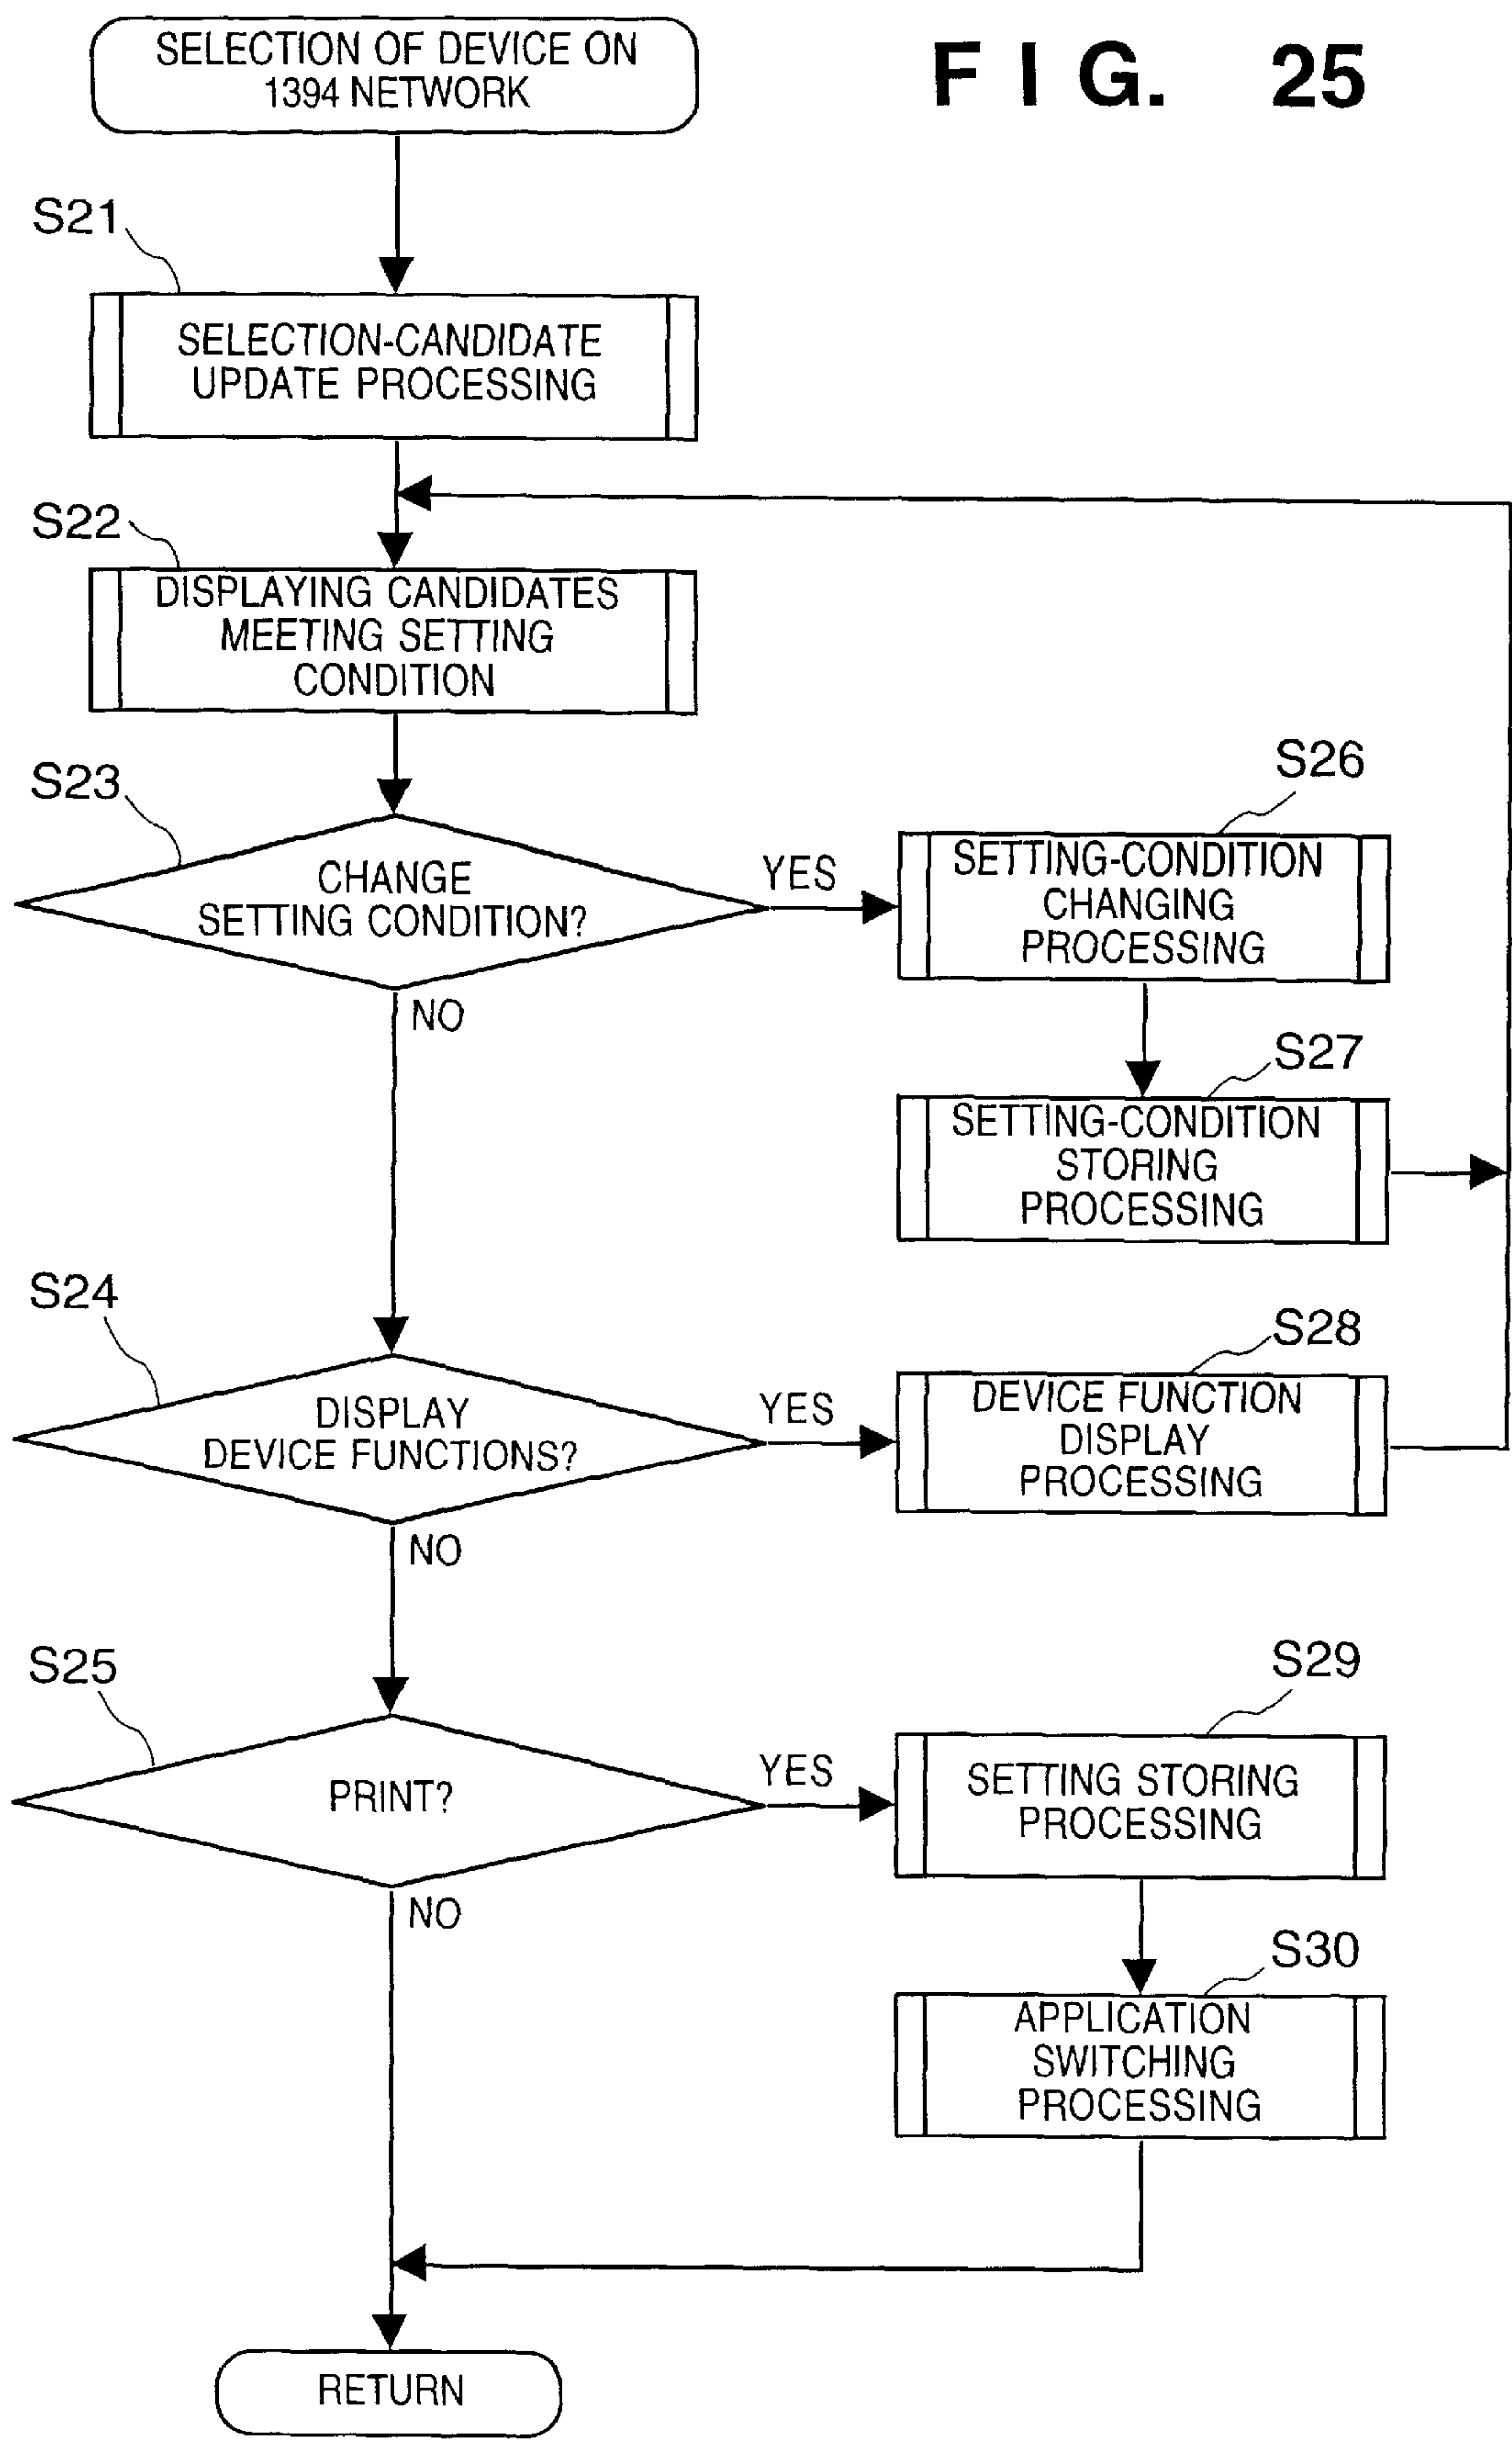 SELECTION OF DEVICE ON
1394 NETWORK
FIG. 25
S21
SELECTION-CANDIDATE
UPDATE PROCESSING
S22
DISPLAYING CANDIDATES
MEETING SETTING
CONDITION
S23
CHANGE
SETTING CONDITION?
YES
NO
S26
SETTING-CONDITION
CHANGING
PROCESSING
S27
SETTING-CONDITION
STORING
PROCESSING
S24
DISPLAY
DEVICE FUNCTIONS?
YES
NO
S28
DEVICE FUNCTION
DISPLAY
PROCESSING
S25
PRINT?
YES
NO
S29
SETTING STORING
PROCESSING
S30
APPLICATION
SWITCHING
PROCESSING
RETURN